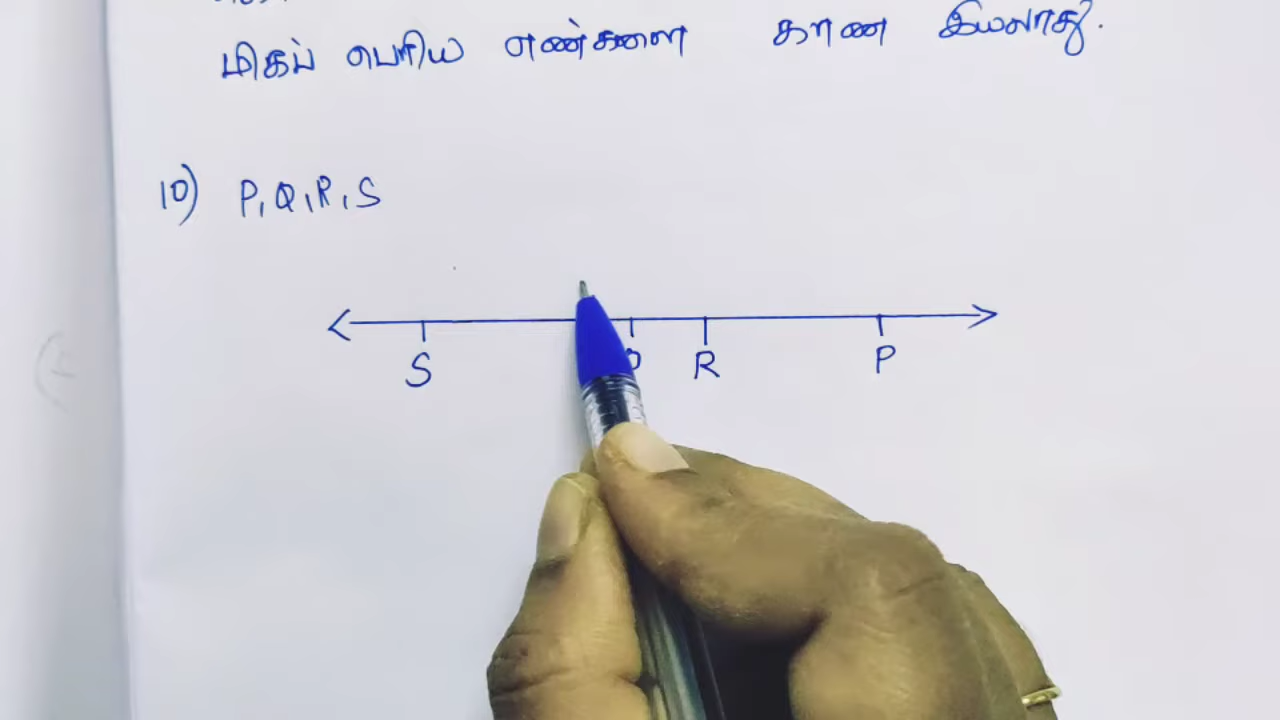 மிகப் பெரிய எண்களை காண இயலாது.
10) P, Q, R, S
S R P